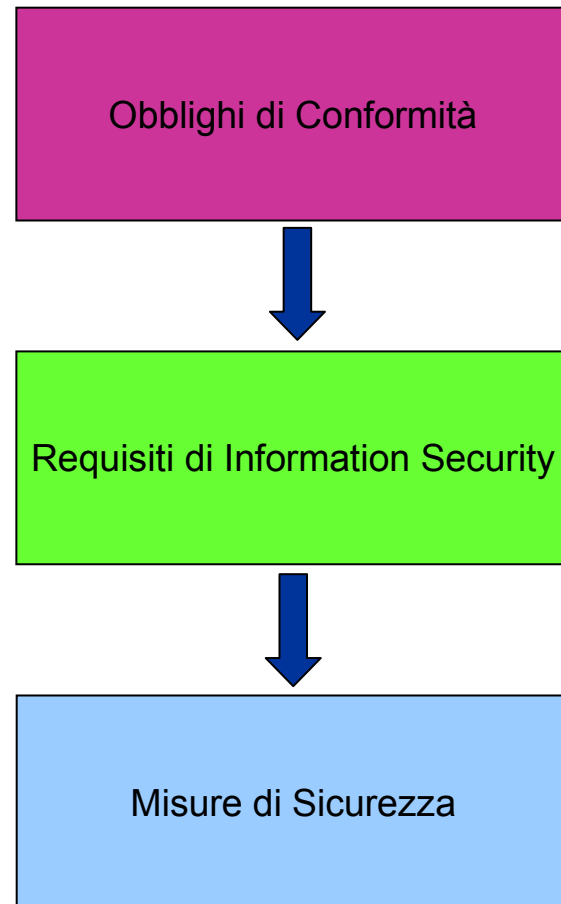 Obblighi di Conformità
Requisiti di Information Security
Misure di Sicurezza